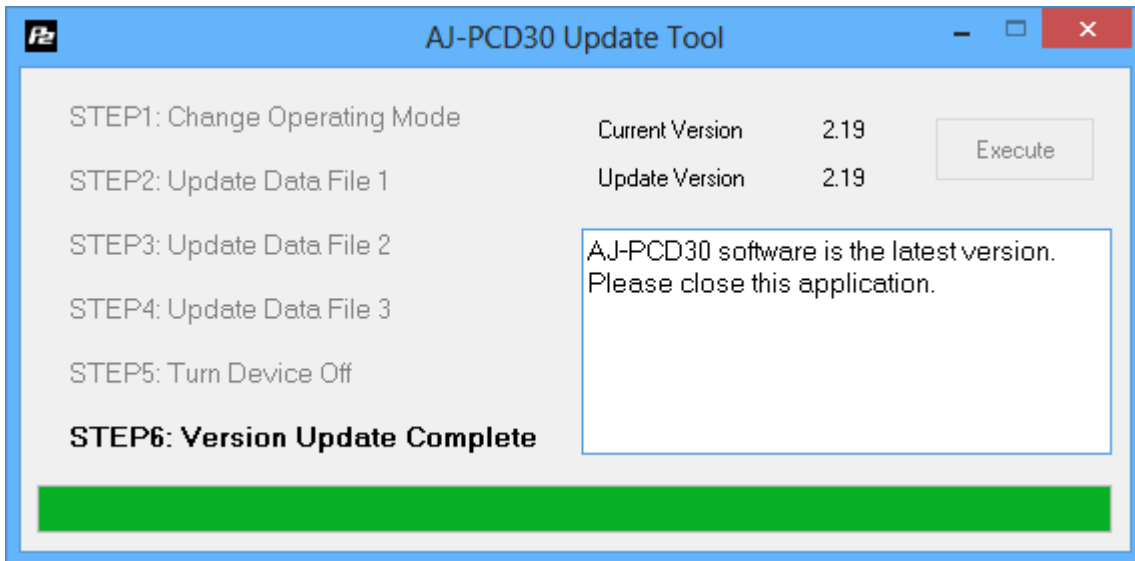 P2
AJ-PCD30 Update Tool
STEP1: Change Operating Mode
STEP2: Update Data File 1
STEP3: Update Data File 2
STEP4: Update Data File 3
STEP5: Turn Device Off
STEP6: Version Update Complete
Current Version 2.19
Update Version 2.19
Execute
AJ-PCD30 software is the latest version.
Please close this application.